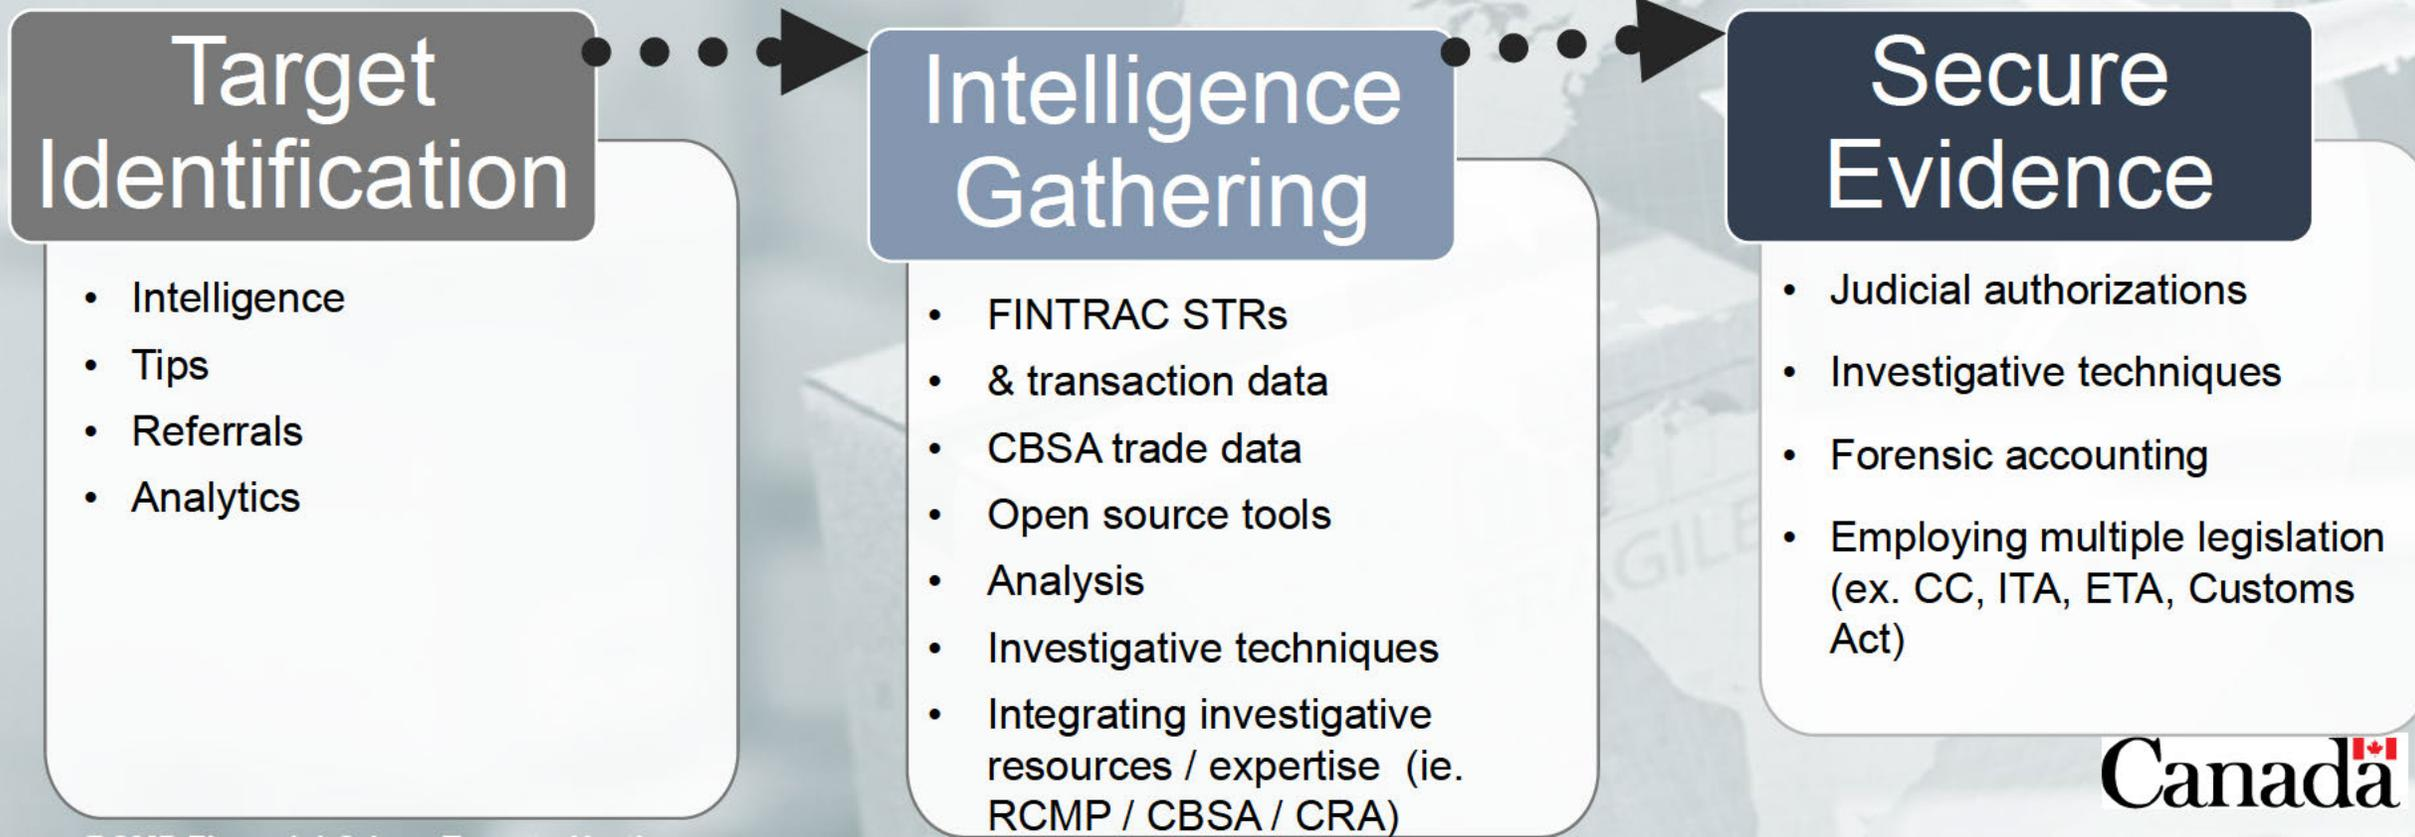 Target
Identification
• Intelligence
• Tips
• Referrals
• Analytics
Intelligence
Gathering
• FINTRAC STRs
• & transaction data
• CBSA trade data
• Open source tools
• Analysis
• Investigative techniques
• Integrating investigative
resources / expertise (ie.
RCMP / CBSA / CRA)
Secure
Evidence
• Judicial authorizations
• Investigative techniques
• Forensic accounting
• Employing multiple legislation
(ex. CC, ITA, ETA, Customs
Act)
Canada